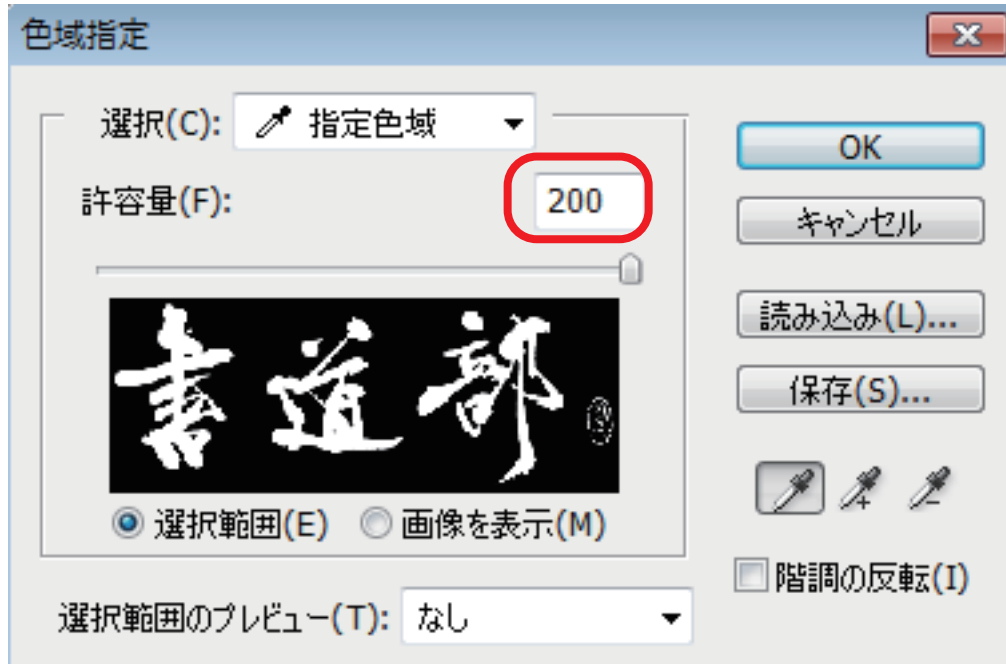 色域指定
選択(C): 指定色域
許容量(F): 200
書道部
選択範囲(E) 画像を表示(M)
選択範囲のプレビュー(T): なし
OK
キャンセル
読み込み(L)...
保存(S)...
階調の反転(I)